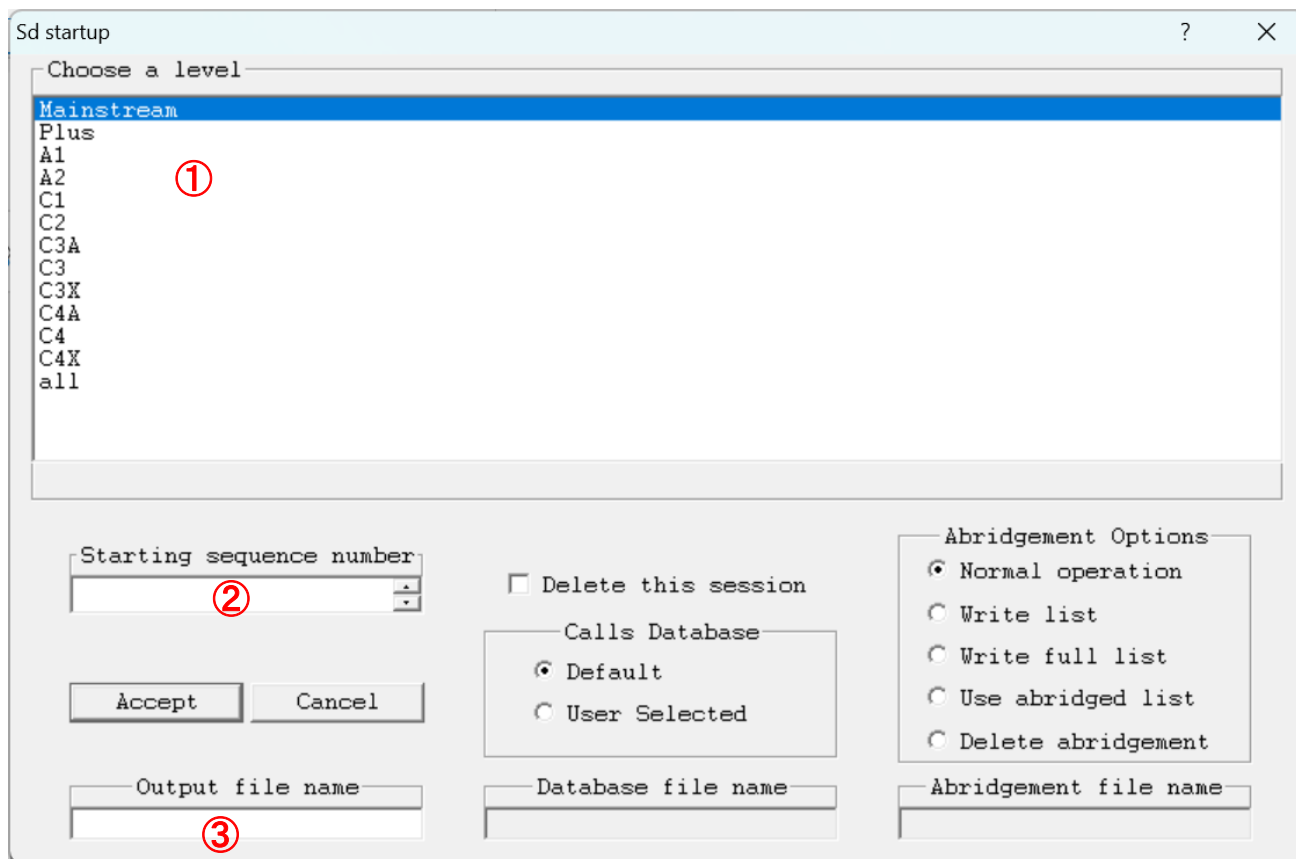 Sd startup
?
Choose a level
Mainstream
Plus
A1
①
A2
C1
C2
C3A
C3
C3X
C4A
C4
C4X
all
Starting sequence number
②
Delete this session
Abridgement Options
Normal operation
Write list
Write full list
Use abridged list
Delete abridgement
Calls Database
Default
User Selected
Accept
Cancel
Output file name
③
Database file name
Abridgement file name